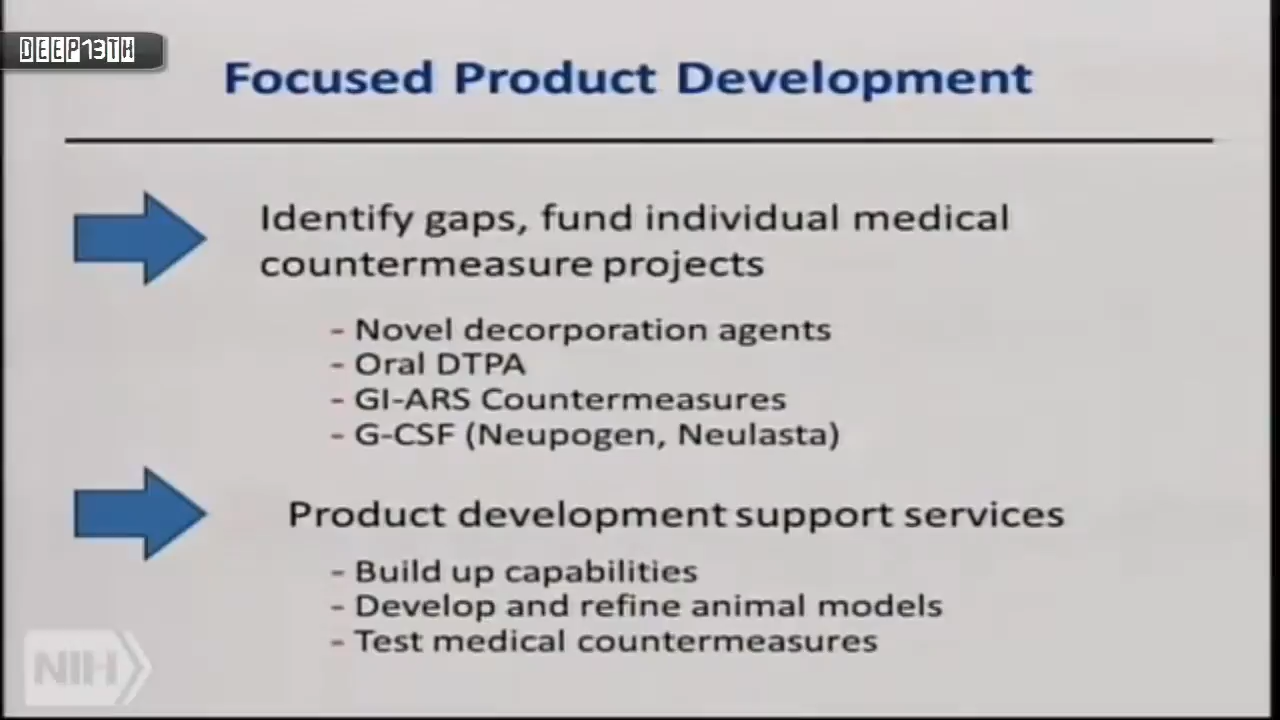 DEEP13TH
Focused Product Development
Identify gaps, fund individual medical
countermeasure projects
- Novel decorporation agents
- Oral DTPA
- GI-ARS Countermeasures
- G-CSF (Neupogen, Neulasta)
Product development support services
- Build up capabilities
- Develop and refine animal models
- Test medical countermeasures
NIH